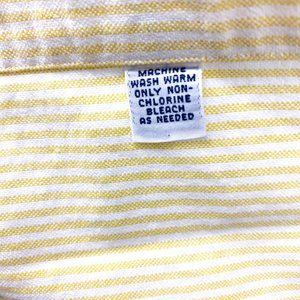 MACHINE
WASH WARM
ONLY NON-
CHLORINE
BLEACH
AS NEEDED